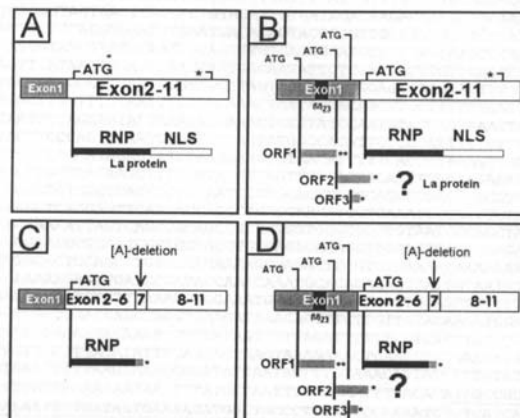 A
ATG
*
*
Exon1
Exon2-11
RNP NLS
La protein
B
ATG
ATG
ATG
ATG
*
Exon1
Exon2-11
RNP NLS
ORF1 **
ORF2 *
ORF3 *
?
La protein
C
[A]-deletion
ATG
Exon1
Exon 2-6 7 8-11
RNP *
D
[A]-deletion
ATG
ATG
ATG
ATG
Exon1
Exon 2-6 7 8-11
ORF1 **
RNP *
ORF2 *
ORF3 *
?